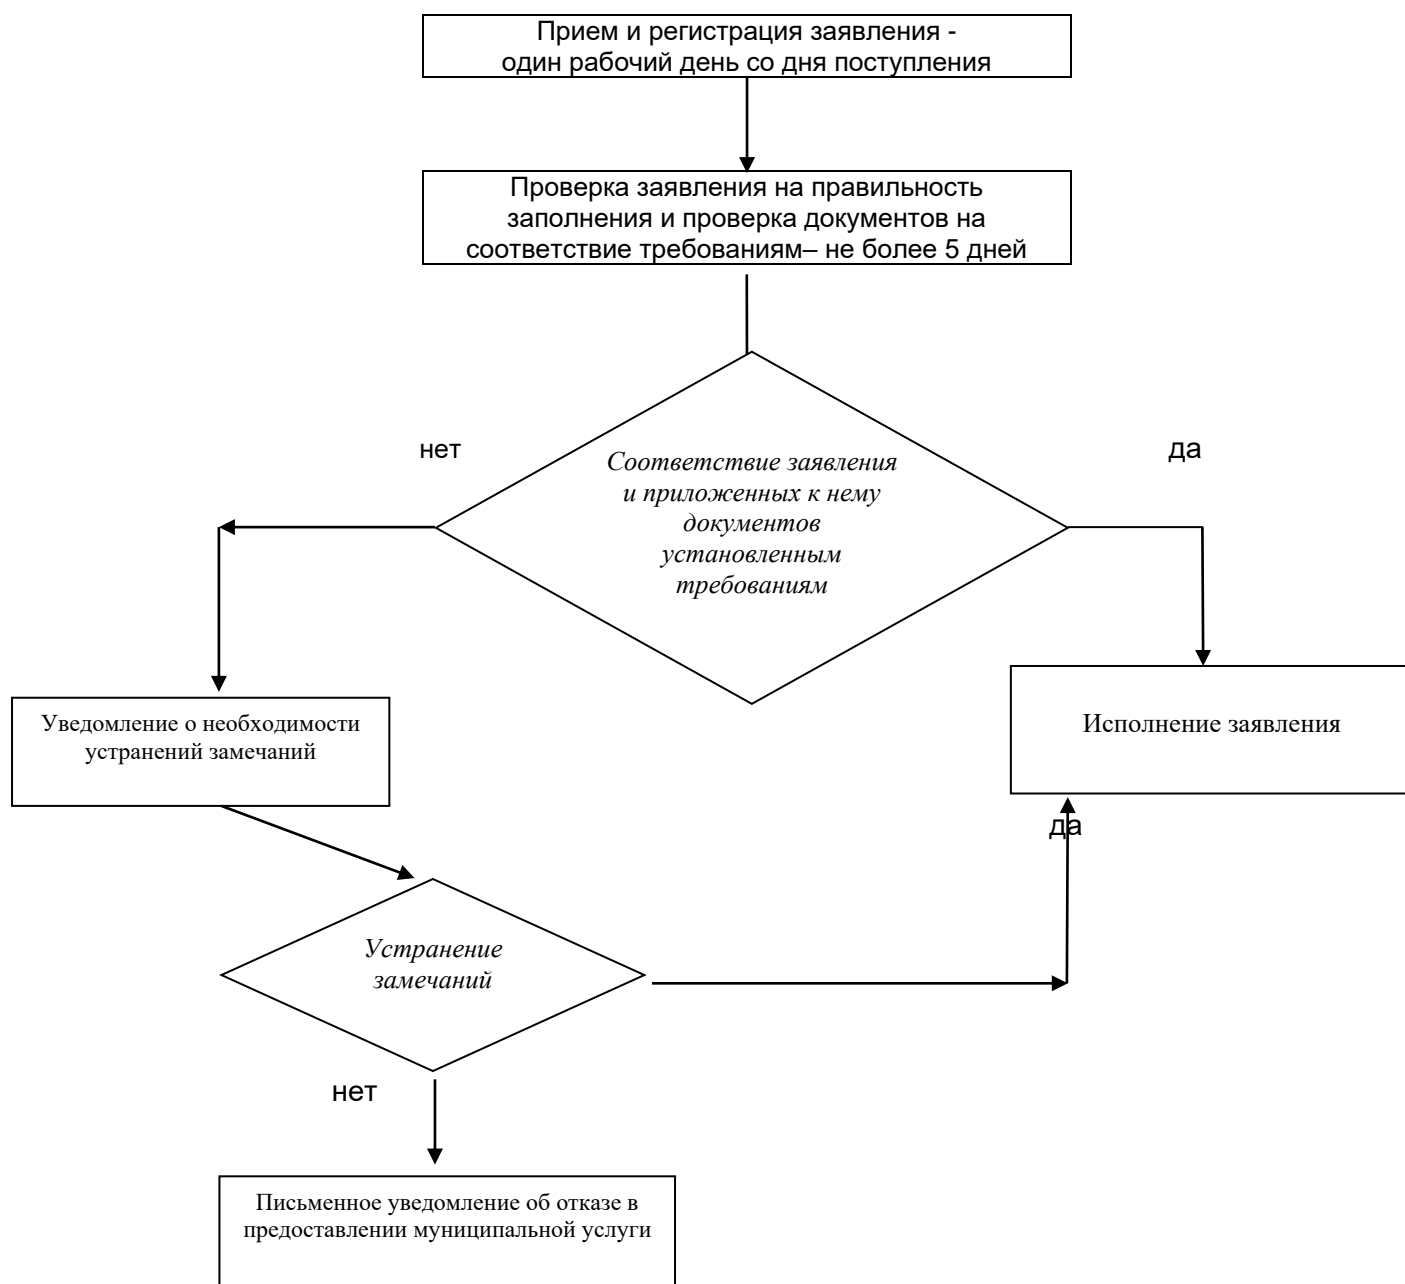 Прием и регистрация заявления -
один рабочий день со дня поступления
Проверка заявления на правильность
заполнения и проверка документов на
соответствие требованиям– не более 5 дней
нет
да
Соответствие заявления
и приложенных к нему
документов
установленным
требованиям
Уведомление о необходимости
устранений замечаний
Исполнение заявления
да
Устранение
замечаний
нет
Письменное уведомление об отказе в
предоставлении муниципальной услуги